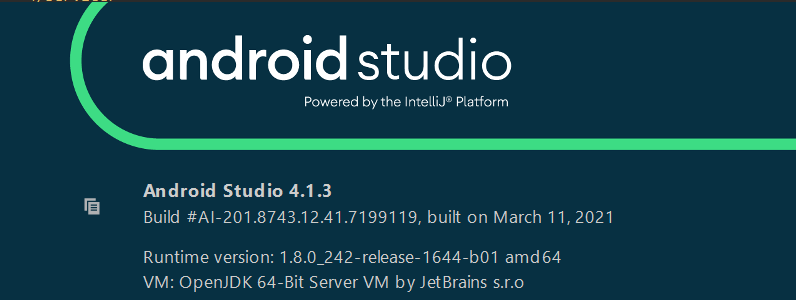 android studio
Powered by the IntelliJ® Platform
Android Studio 4.1.3
Build #AI-201.8743.12.41.7199119, built on March 11, 2021
Runtime version: 1.8.0_242-release-1644-b01 amd64
VM: OpenJDK 64-Bit Server VM by JetBrains s.r.o